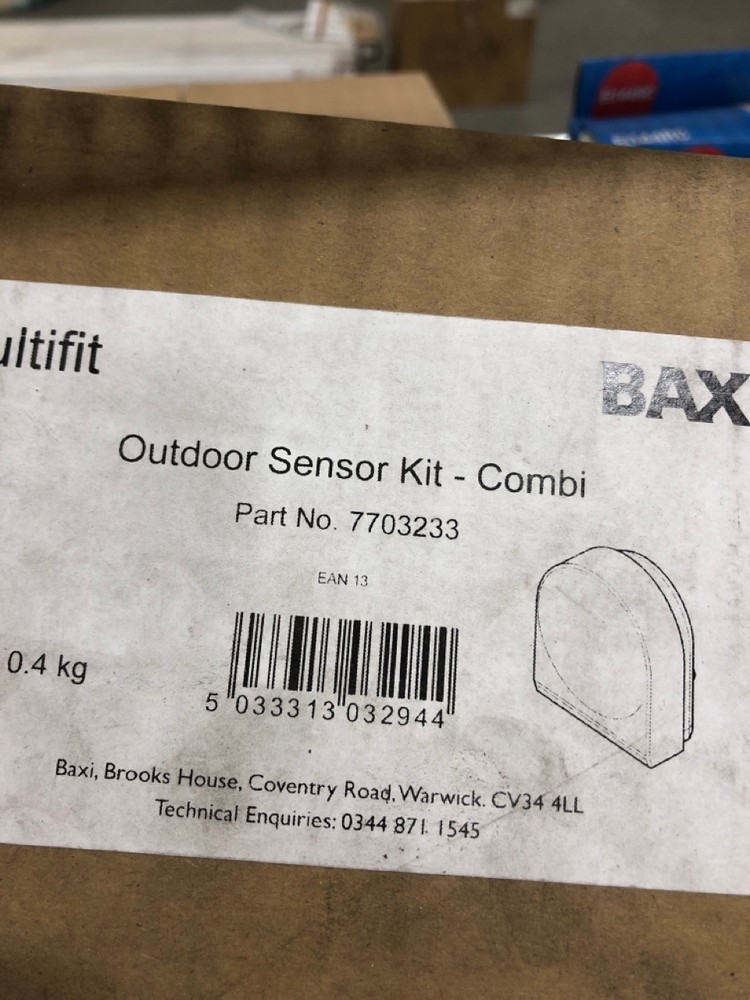 ultifit
BAX
Outdoor Sensor Kit - Combi
Part No. 7703233
EAN 13
0.4 kg
5 033313 032944
Baxi, Brooks House, Coventry Road, Warwick. CV34 4LL
Technical Enquiries: 0344 871 1545